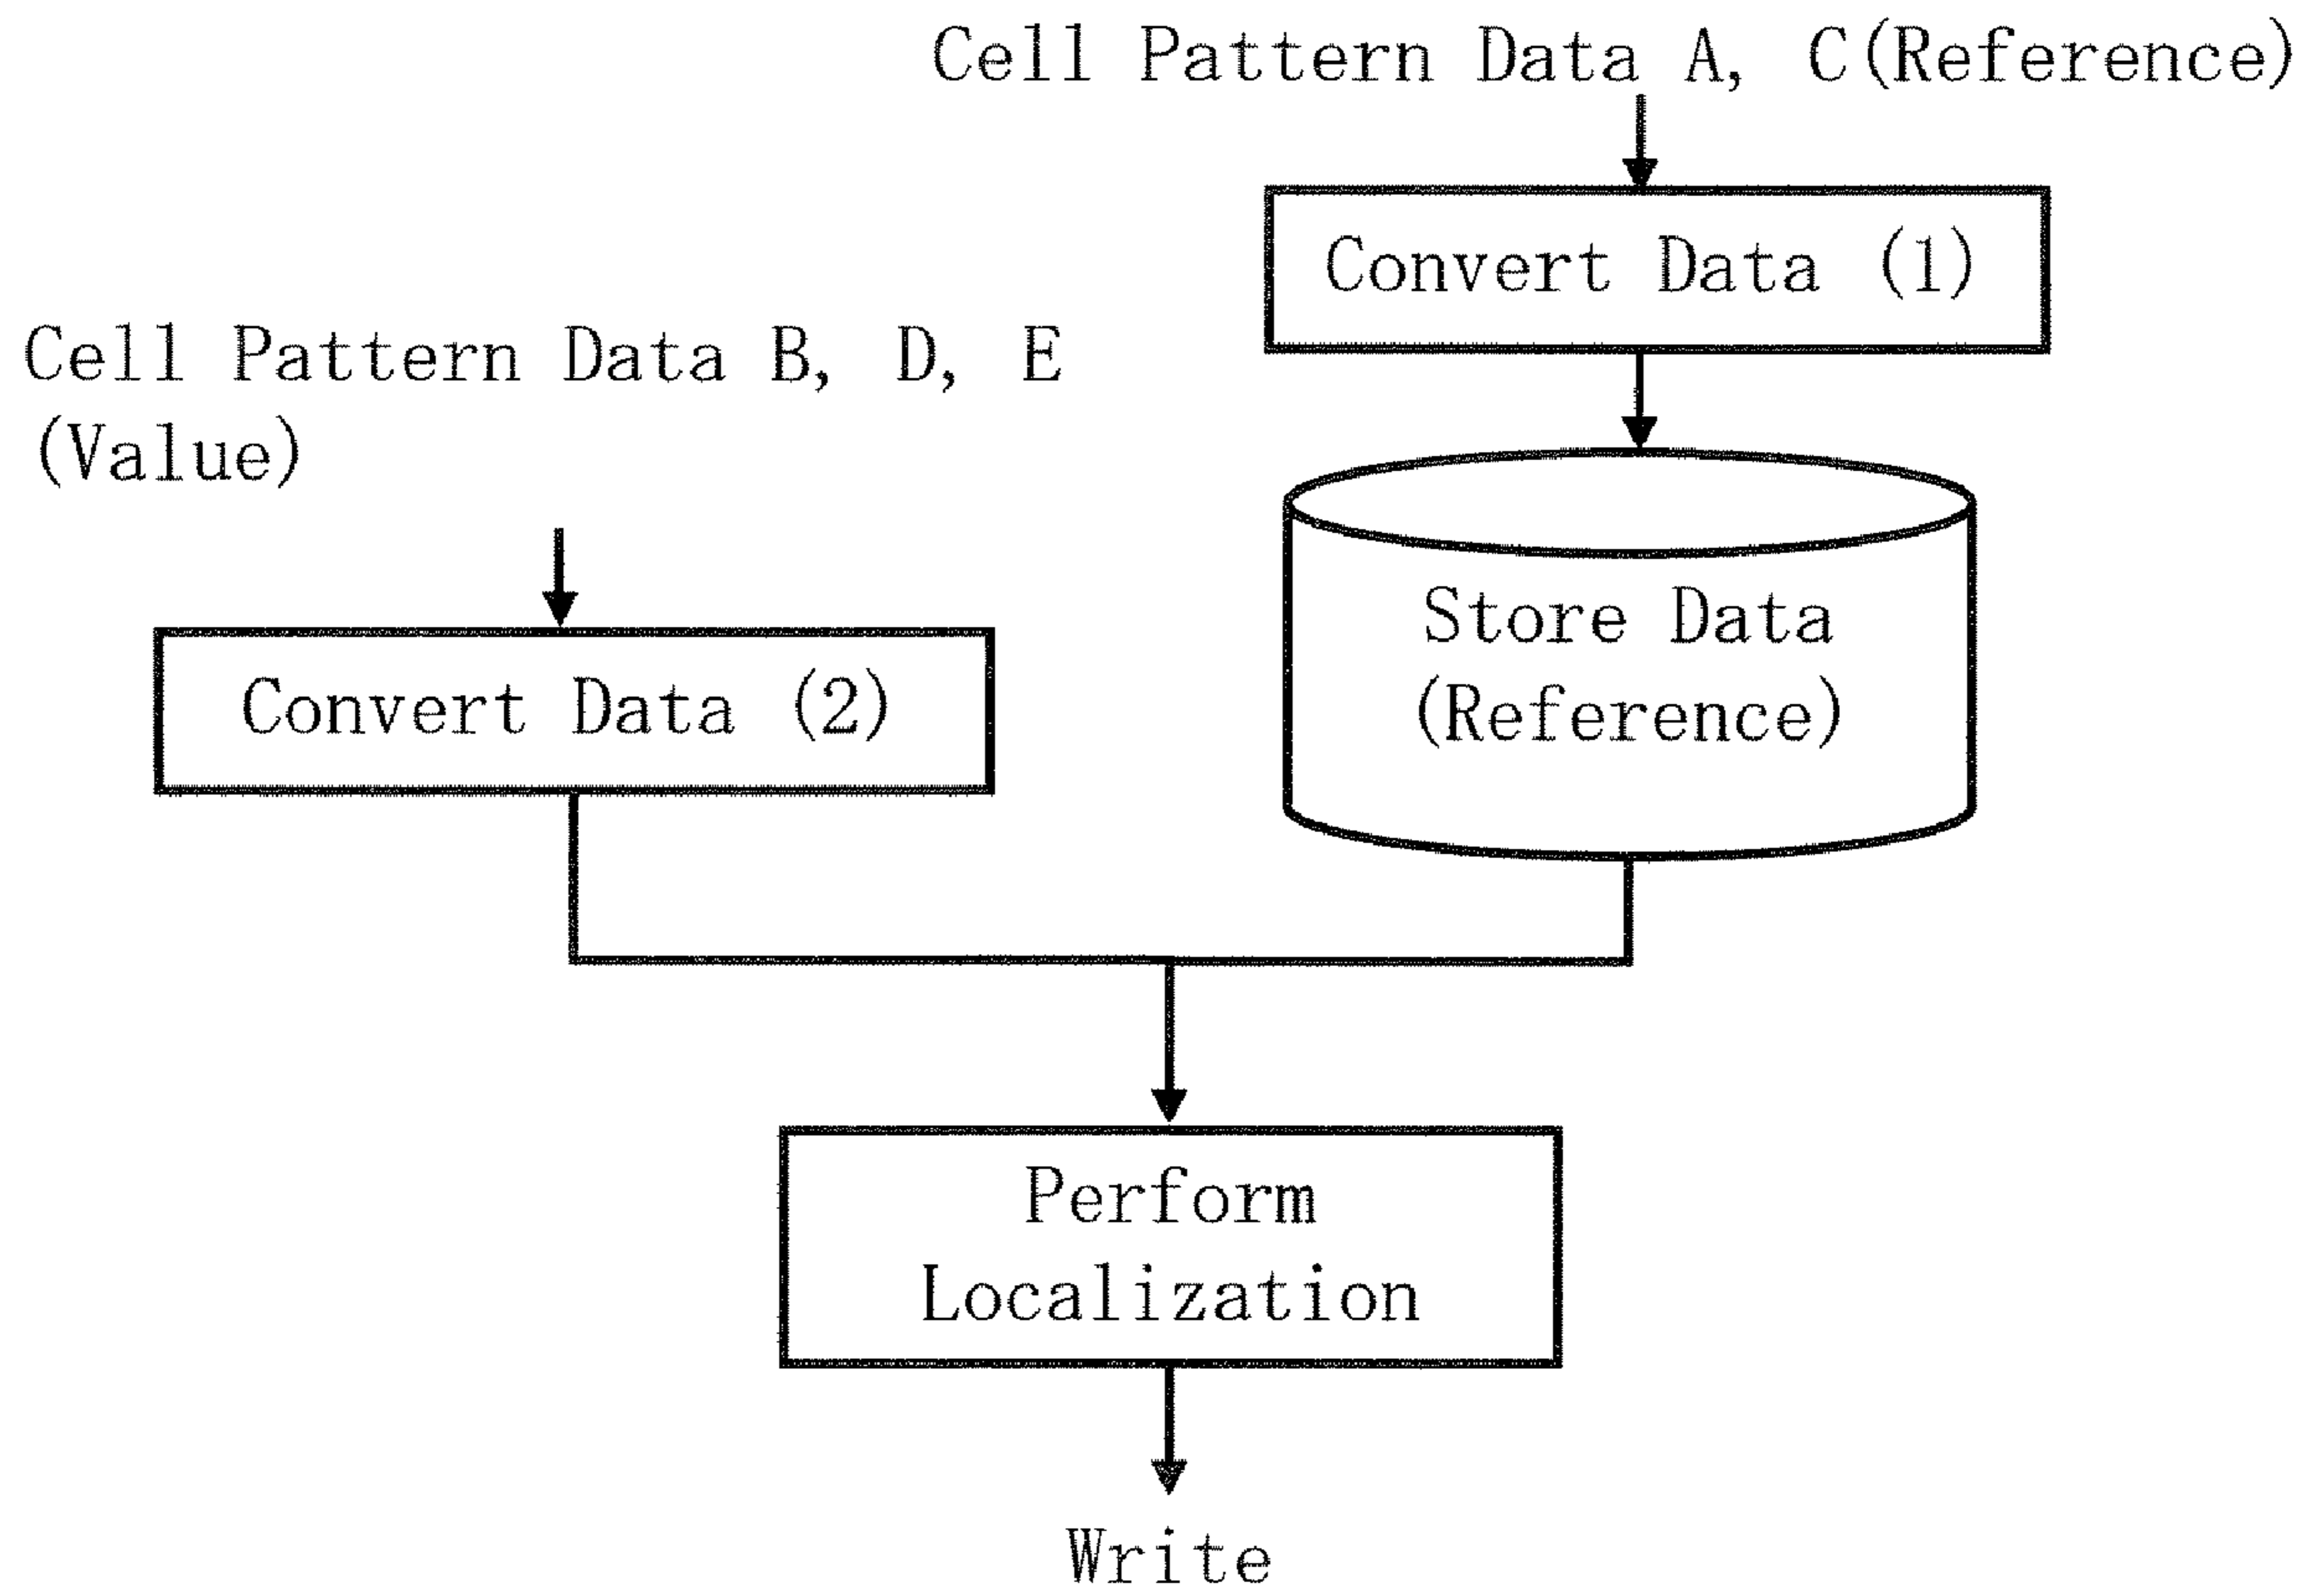 Cell Pattern Data A, C(Reference)
Convert Data (1)
Cell Pattern Data B, D, E
(Value)
Store Data
(Reference)
Convert Data (2)
Perform
Localization
Write